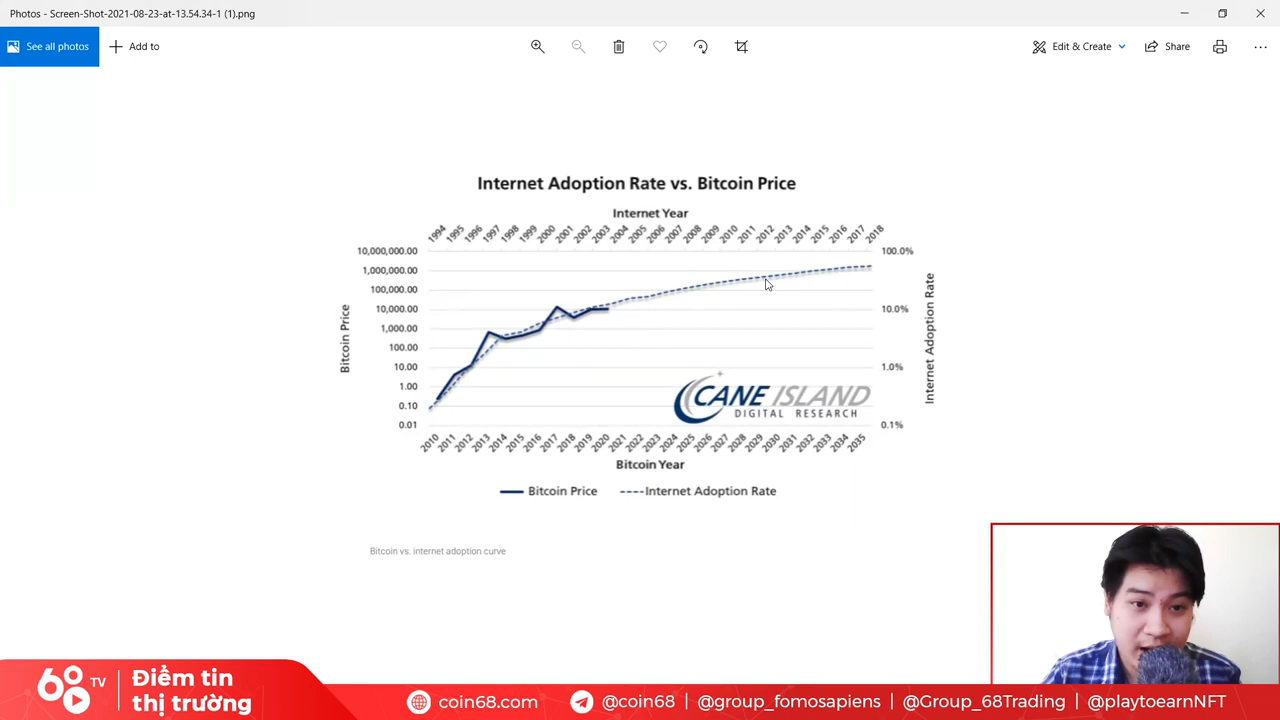 Photos - Screen-Shot-2021-08-23-at-13.54.34-1 (1).png
See all photos
Add to
Edit & Create
Share
Internet Adoption Rate vs. Bitcoin Price
Internet Year
1994 1995 1996 1997 1998 1999 2000 2001 2002 2003 2004 2005 2006 2007 2008 2009 2010 2011 2012 2013 2014 2015 2016 2017 2018
10,000,000.00 100.0%
1,000,000.00
100,000.00
10,000.00 10.0%
1,000.00
100.00
10.00 1.0%
1.00
0.10
0.01 0.1%
Bitcoin Price
Internet Adoption Rate
CANE ISLAND
DIGITAL RESEARCH
2010 2011 2012 2013 2014 2015 2016 2017 2018 2019 2020 2021 2022 2023 2024 2025 2026 2027 2028 2029 2030 2031 2032 2033 2034 2035
Bitcoin Year
Bitcoin Price Internet Adoption Rate
Bitcoin vs. internet adoption curve
68 TV
Điểm tin
thị trường
coin68.com
@coin68 | @group_fomosapiens | @Group_68Trading | @playtoearnNFT